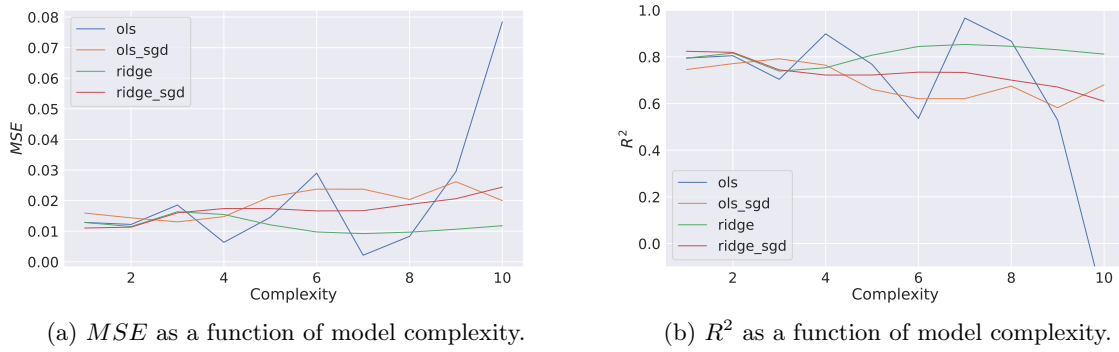 0.08
0.07
0.06
0.05
0.04
0.03
0.02
0.01
0.00
MSE
ols
ols_sgd
ridge
ridge_sgd
2 4 6 8 10
Complexity
(a) MSE as a function of model complexity.
1.0
0.8
0.6
0.4
0.2
0.0
R²
ols
ols_sgd
ridge
ridge_sgd
2 4 6 8 10
Complexity
(b) R² as a function of model complexity.